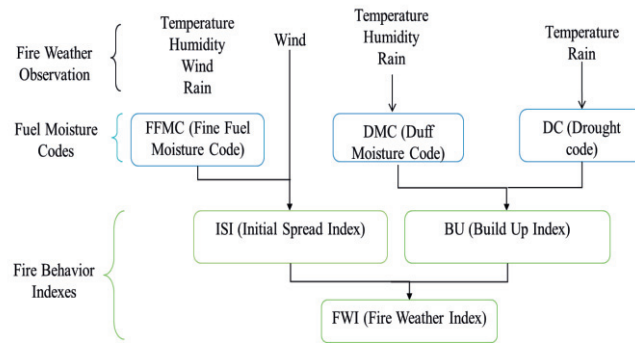 Fire Weather
Observation
Temperature
Humidity
Wind
Rain
Wind
Temperature
Humidity
Rain
Temperature
Rain
Fuel Moisture
Codes
FFMC (Fine Fuel
Moisture Code)
DMC (Duff
Moisture Code)
DC (Drought
code)
Fire Behavior
Indexes
ISI (Initial Spread Index)
BU (Build Up Index)
FWI (Fire Weather Index)